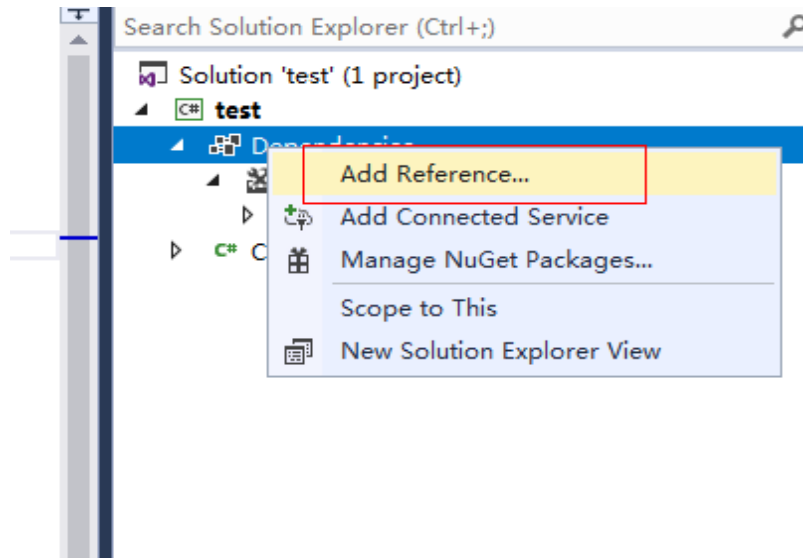 Search Solution Explorer (Ctrl+;)
Solution 'test' (1 project)
C# test
Dependencies
Add Reference...
Add Connected Service
C# C
Manage NuGet Packages...
Scope to This
New Solution Explorer View